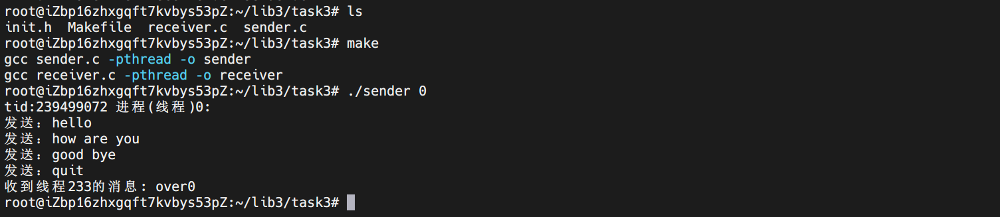 root@iZbp16zhxgqft7kvbys53pZ:~/lib3/task3# ls
init.h  Makefile  receiver.c  sender.c
root@iZbp16zhxgqft7kvbys53pZ:~/lib3/task3# make
gcc sender.c -pthread -o sender
gcc receiver.c -pthread -o receiver
root@iZbp16zhxgqft7kvbys53pZ:~/lib3/task3# ./sender 0
tid:239499072 进程(线程)0:
发送：hello
发送：how are you
发送：good bye
发送：quit
收到线程233的消息: over0
root@iZbp16zhxgqft7kvbys53pZ:~/lib3/task3#